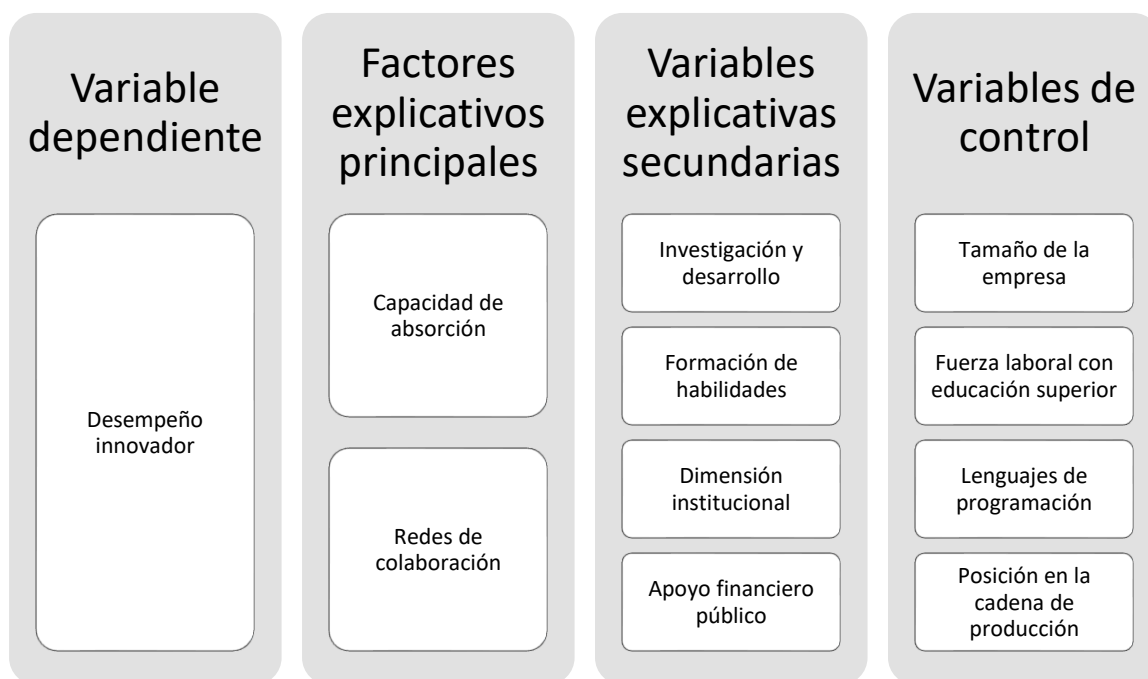 Variable
dependiente
Desempeño
innovador
Factores
explicativos
principales
Capacidad de
absorción
Redes de
colaboración
Variables
explicativas
secundarias
Investigación y
desarrollo
Formación de
habilidades
Dimensión
institucional
Apoyo financiero
público
Variables de
control
Tamaño de la
empresa
Fuerza laboral con
educación superior
Lenguajes de
programación
Posición en la
cadena de
producción